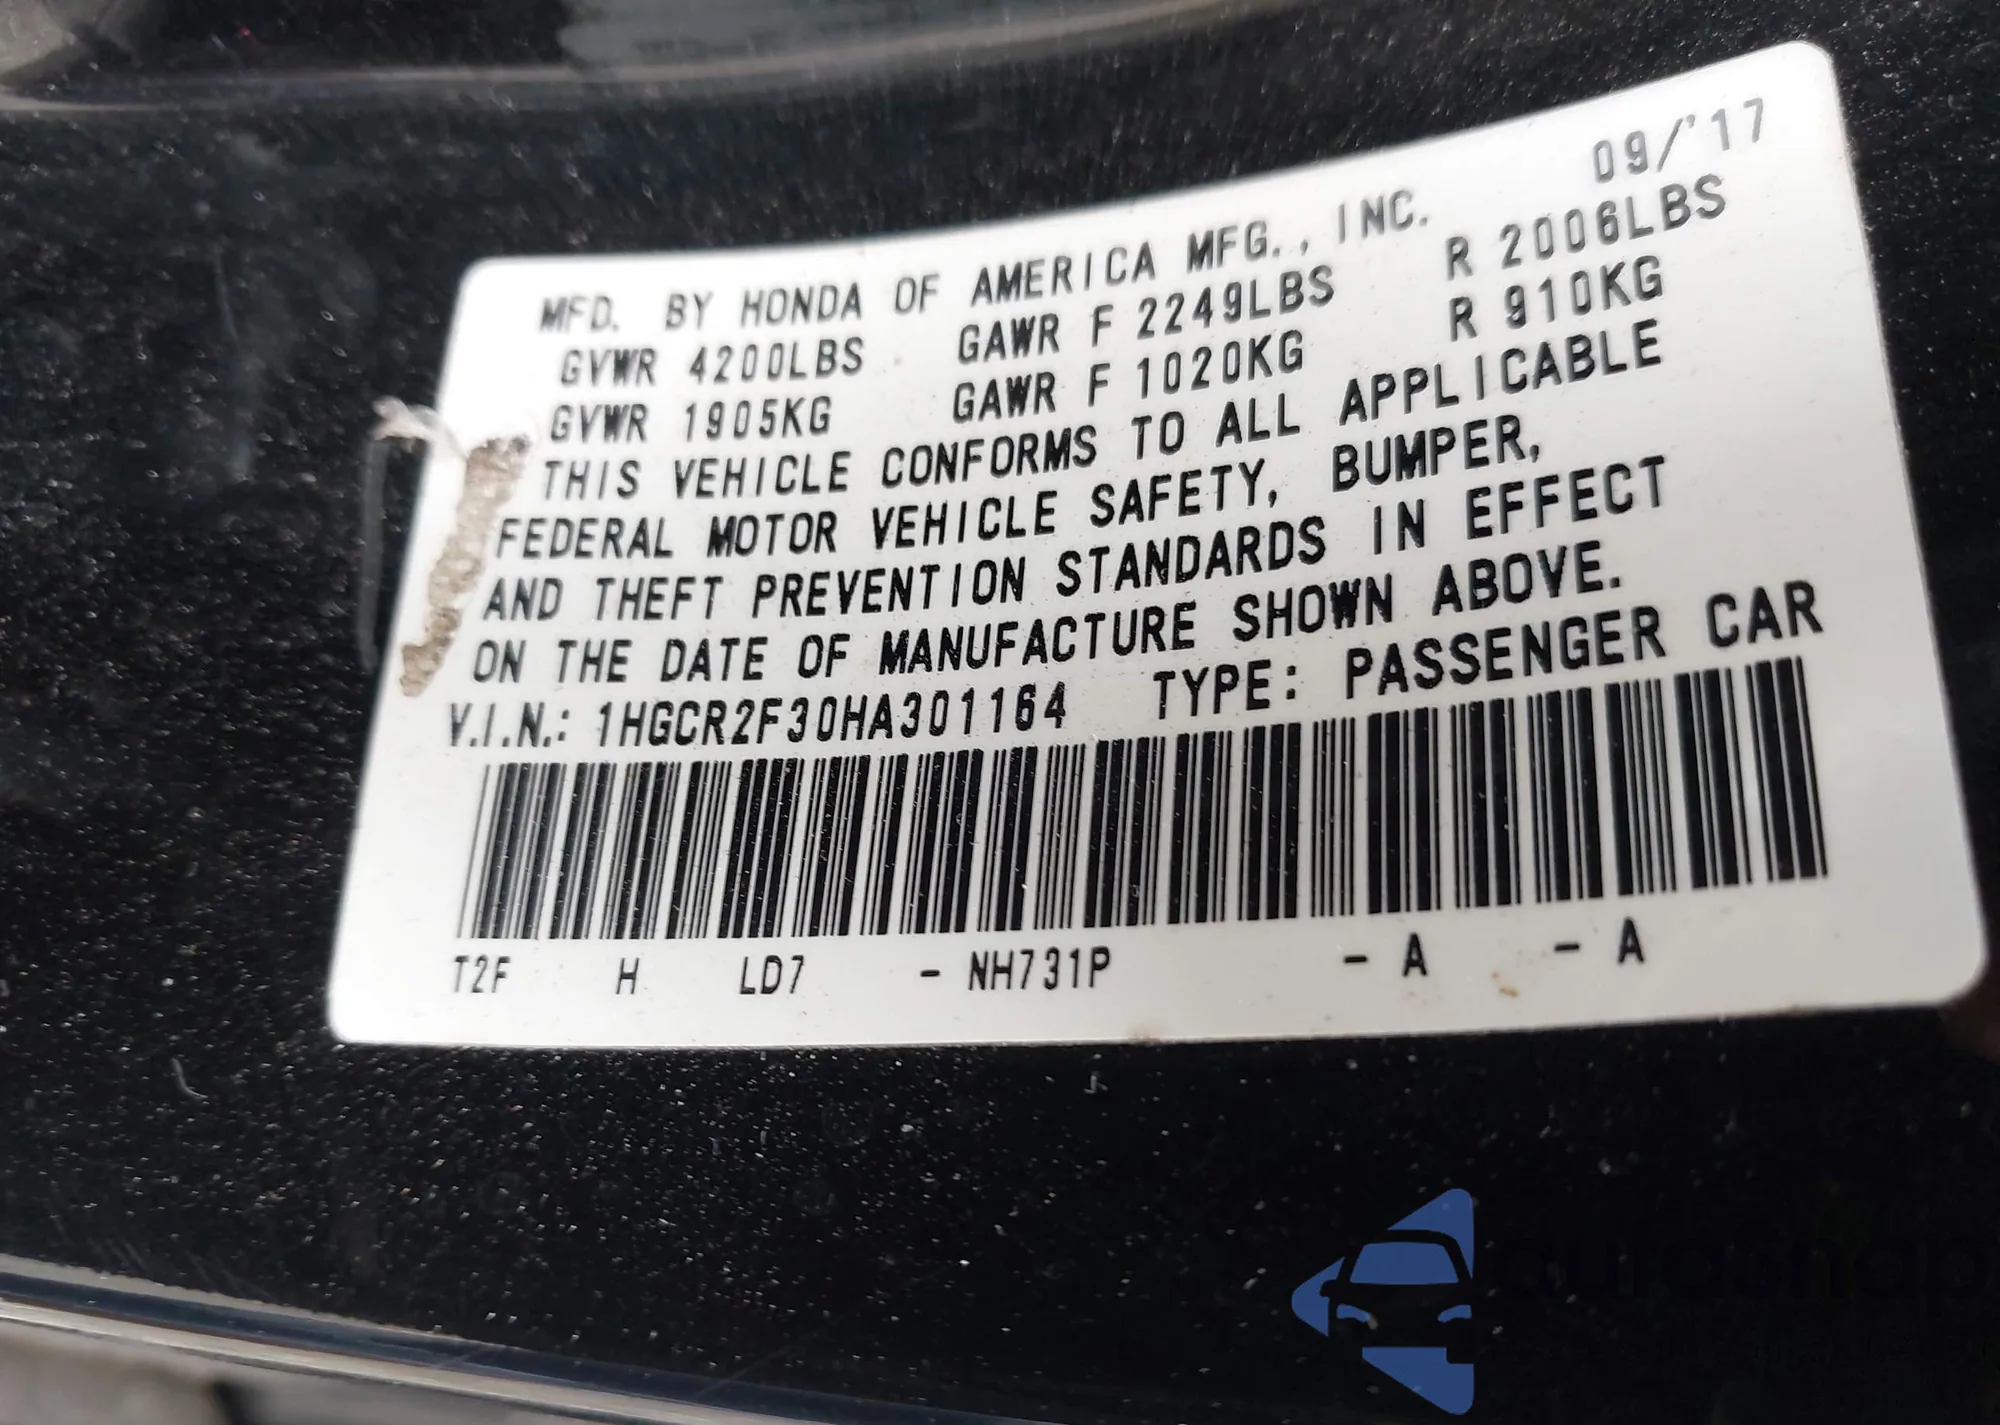 09/'17
MFD. BY HONDA OF AMERICA MFG., INC.
GVWR 4200LBS GAWR F 2249LBS R 2006LBS
GVWR 1905KG GAWR F 1020KG R 910KG
THIS VEHICLE CONFORMS TO ALL APPLICABLE
FEDERAL MOTOR VEHICLE SAFETY, BUMPER,
AND THEFT PREVENTION STANDARDS IN EFFECT
ON THE DATE OF MANUFACTURE SHOWN ABOVE.
V.I.N.: 1HGCR2F30HA301164 TYPE: PASSENGER CAR
T2F H LD7 - NH731P - A - A